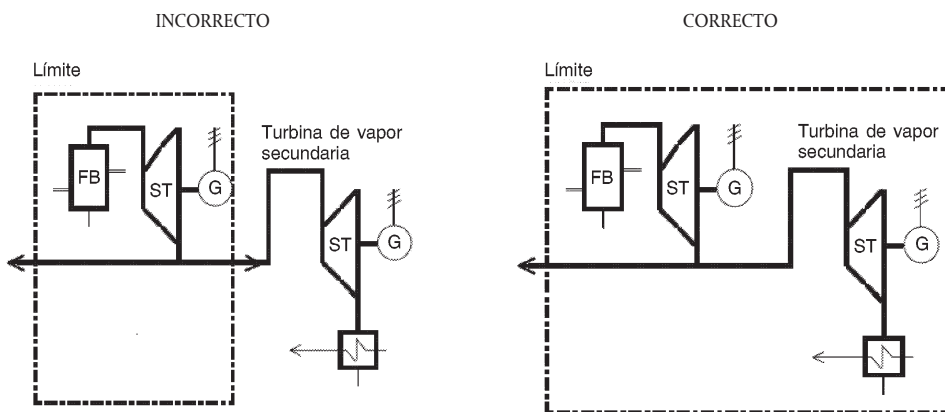 INCORRECTO
CORRECTO
Límite
FB
ST
G
Turbina de vapor
secundaria
ST
G
Límite
FB
ST
G
Turbina de vapor
secundaria
ST
G